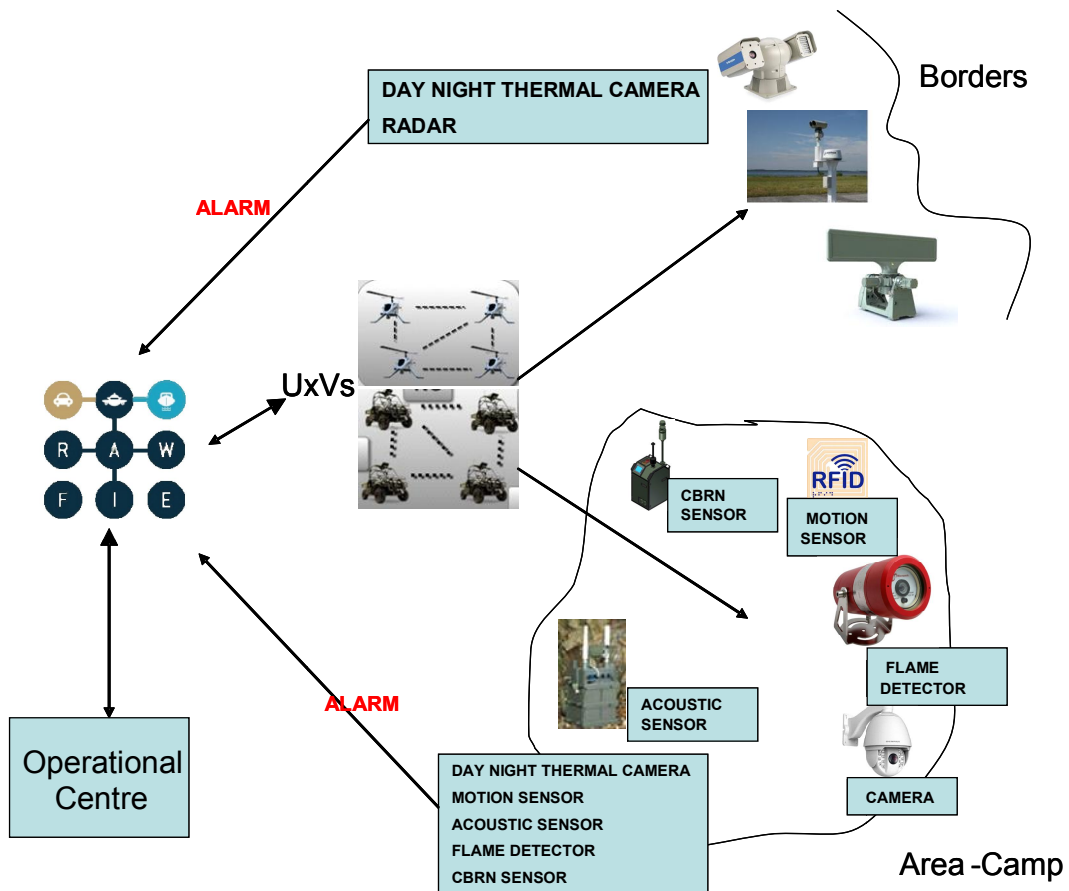 Borders
DAY NIGHT THERMAL CAMERA
RADAR
ALARM
UxVs
R A W
F I E
RFID
CBRN
SENSOR
MOTION
SENSOR
FLAME
DETECTOR
ACOUSTIC
SENSOR
ALARM
Operational
Centre
DAY NIGHT THERMAL CAMERA
MOTION SENSOR
ACOUSTIC SENSOR
FLAME DETECTOR
CBRN SENSOR
CAMERA
Area -Camp